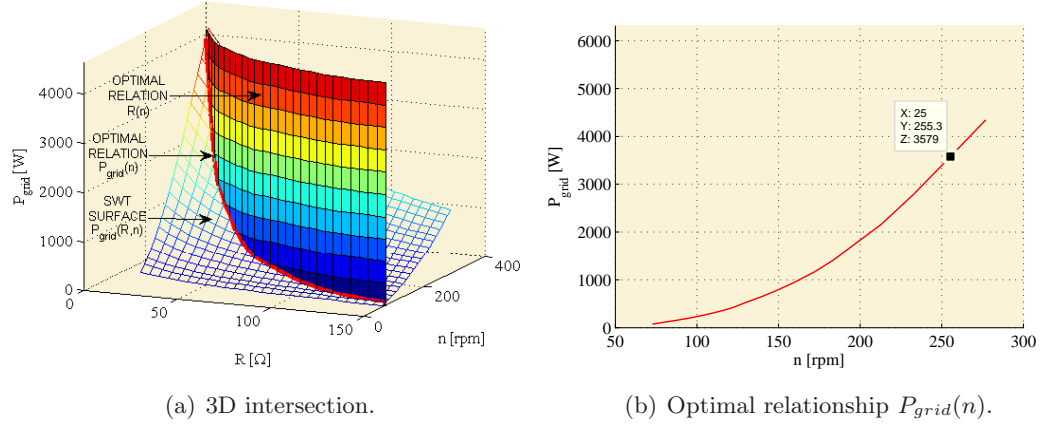 4000
3000
2000
1000
0
P_grid [W]
OPTIMAL
RELATION
R(n)
OPTIMAL
RELATION
P_grid(n)
SWT
SURFACE
P_grid(R,n)
0
50
100
150
R [Ω]
0
200
400
n [rpm]
(a) 3D intersection.
6000
5000
4000
3000
2000
1000
0
P_grid [W]
X: 25
Y: 255.3
Z: 3579
50 100 150 200 250 300
n [rpm]
(b) Optimal relationship P_grid(n).